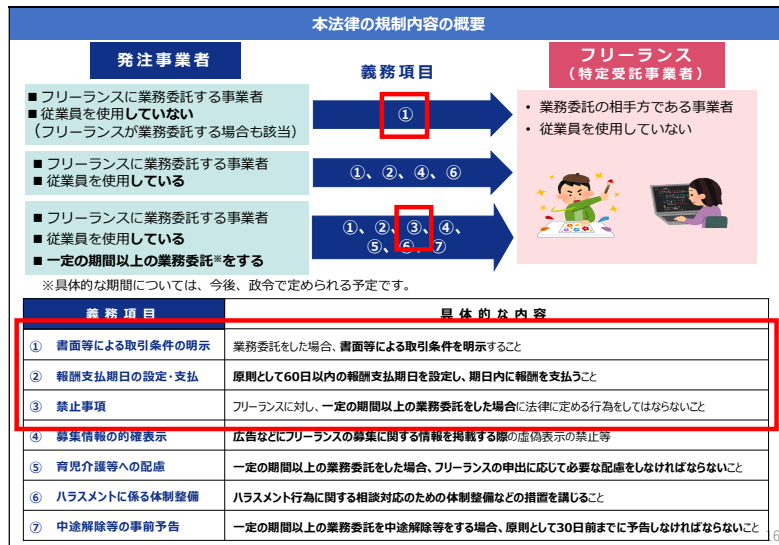 本法律の規制内容の概要
発注事業者
義務項目
フリーランス
（特定受託事業者）
■ フリーランスに業務委託する事業者
■ 従業員を使用していない
（フリーランスが業務委託する場合も該当）
①
• 業務委託の相手方である事業者
• 従業員を使用していない
■ フリーランスに業務委託する事業者
■ 従業員を使用している
①、②、④、⑥
■ フリーランスに業務委託する事業者
■ 従業員を使用している
■ 一定の期間以上の業務委託※をする
①、②、③、④、
⑤、⑥、⑦
※具体的な期間については、今後、政令で定められる予定です。
義務項目 具体的な内容
① 書面等による取引条件の明示 業務委託をした場合、書面等による取引条件を明示すること
② 報酬支払期日の設定・支払 原則として60日以内の報酬支払期日を設定し、期日内に報酬を支払うこと
③ 禁止事項 フリーランスに対し、一定の期間以上の業務委託をした場合に法律に定める行為をしてはならないこと
④ 募集情報の的確表示 広告などにフリーランスの募集に関する情報を掲載する際の虚偽表示の禁止等
⑤ 育児介護等への配慮 一定の期間以上の業務委託をした場合、フリーランスの申出に応じて必要な配慮をしなければならないこと
⑥ ハラスメントに係る体制整備 ハラスメント行為に関する相談対応のための体制整備などの措置を講じること
⑦ 中途解除等の事前予告 一定の期間以上の業務委託を中途解除等をする場合、原則として30日前までに予告しなければならないこと
16